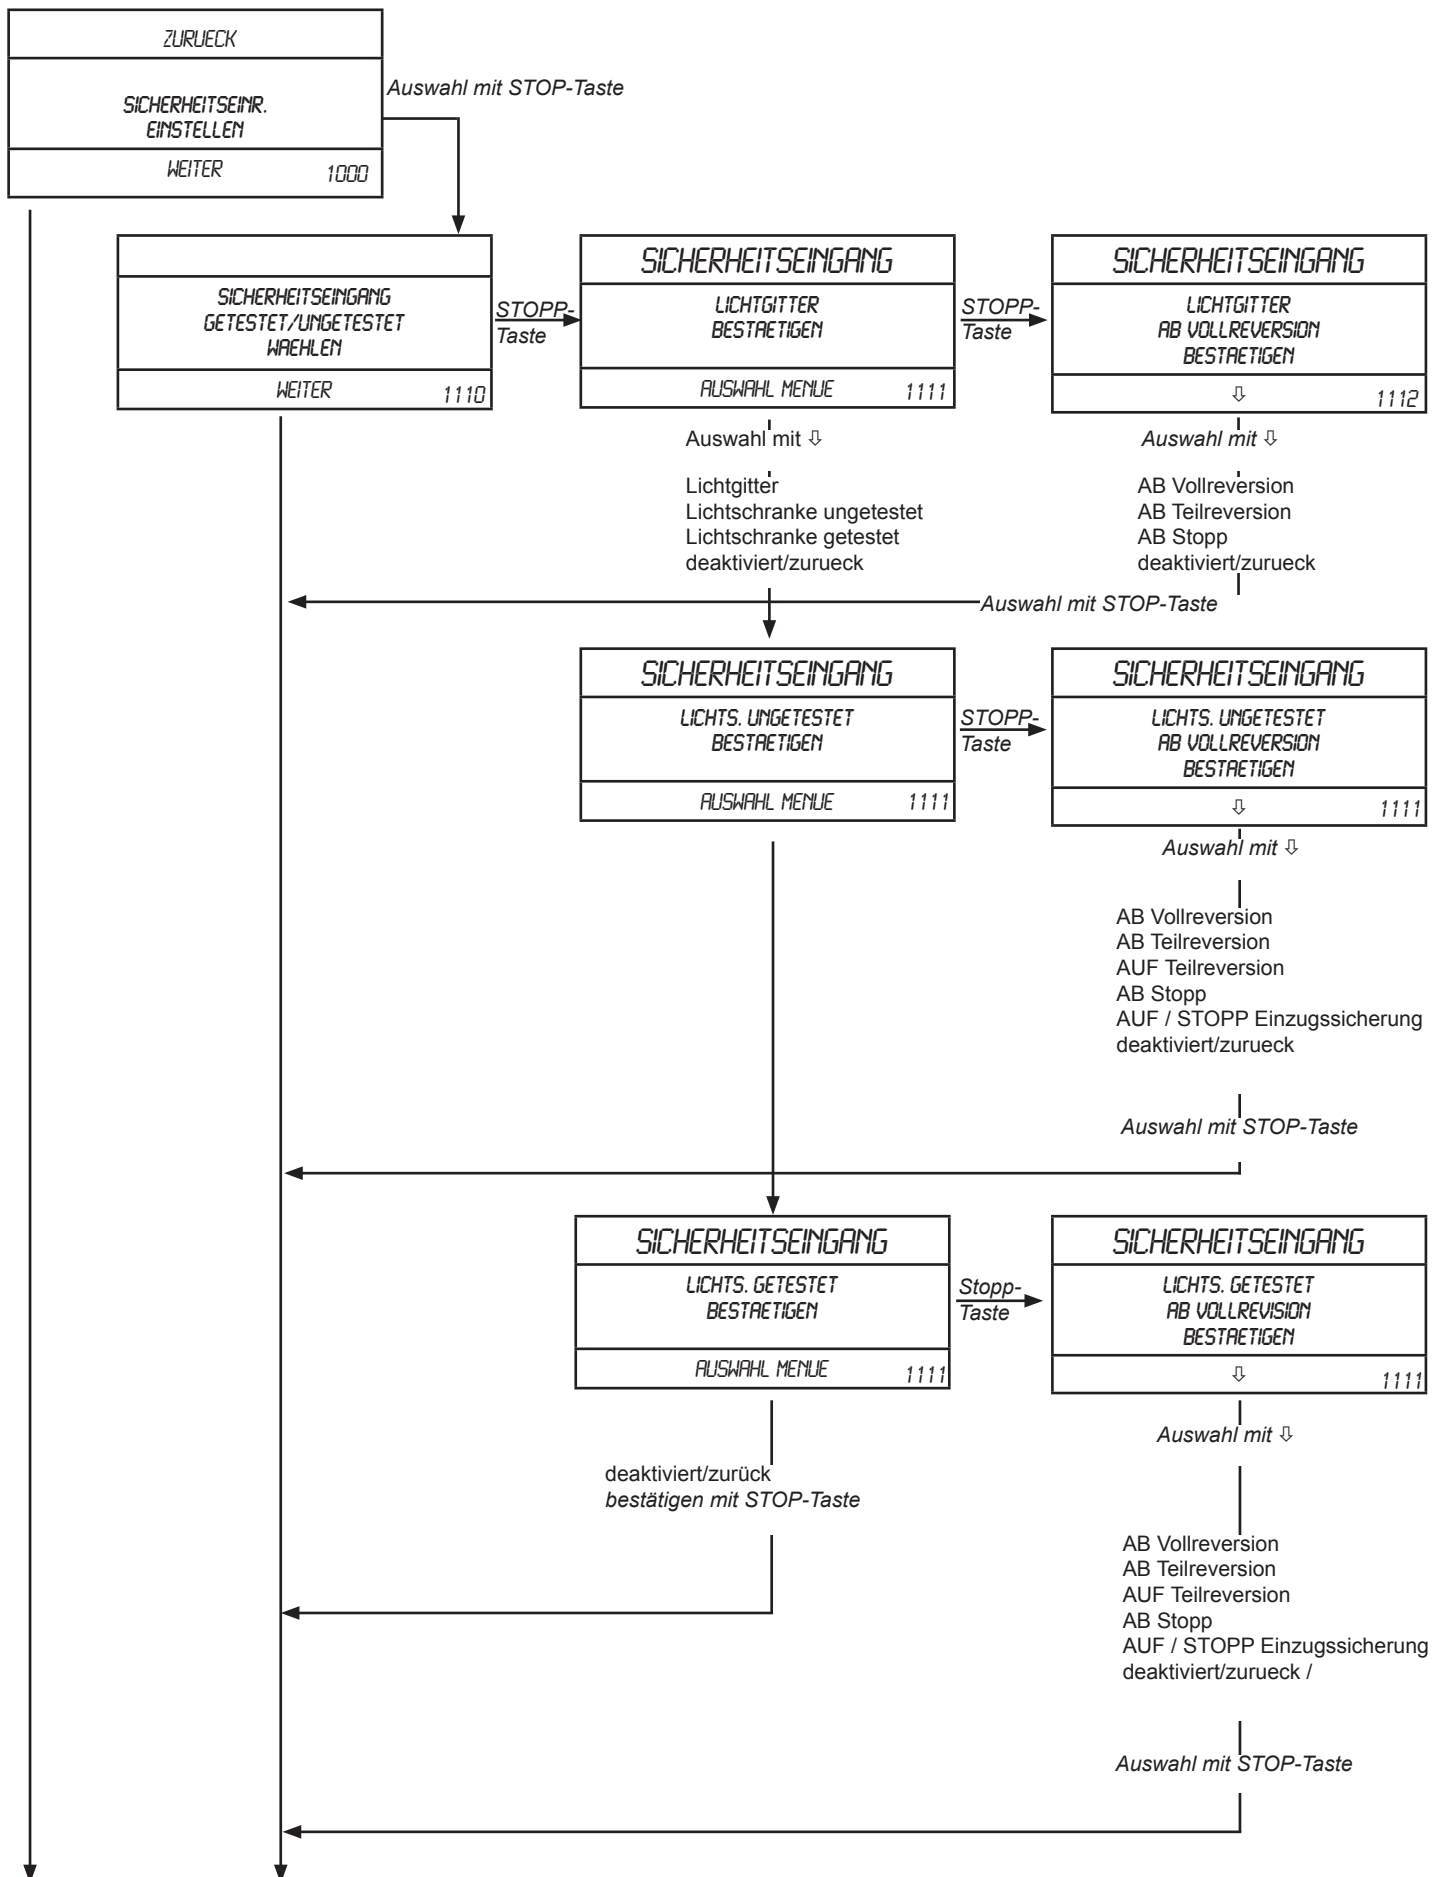 ZURUECK
SICHERHEITSEINR.
EINSTELLEN
WEITER 1000
Auswahl mit STOP-Taste
SICHERHEITSEINGANG
GETESTET/UNGETESTET
WAEHLEN
WEITER 1110
STOPP-
Taste
SICHERHEITSEINGANG
LICHTGITTER
BESTAETIGEN
AUSWAHL MENUE 1111
STOPP-
Taste
SICHERHEITSEINGANG
LICHTGITTER
AB VOLLREVERSION
BESTAETIGEN
⇩ 1112
Auswahl mit ⇩
Lichtgitter
Lichtschranke ungetestet
Lichtschranke getestet
deaktiviert/zurueck
Auswahl mit ⇩
AB Vollreversion
AB Teilreversion
AB Stopp
deaktiviert/zurueck
Auswahl mit STOP-Taste
SICHERHEITSEINGANG
LICHTS. UNGETESTET
BESTAETIGEN
AUSWAHL MENUE 1111
STOPP-
Taste
SICHERHEITSEINGANG
LICHTS. UNGETESTET
AB VOLLREVERSION
BESTAETIGEN
⇩ 1111
Auswahl mit ⇩
AB Vollreversion
AB Teilreversion
AUF Teilreversion
AB Stopp
AUF / STOPP Einzugssicherung
deaktiviert/zurueck
Auswahl mit STOP-Taste
SICHERHEITSEINGANG
LICHTS. GETESTET
BESTAETIGEN
AUSWAHL MENUE 1111
Stopp-
Taste
SICHERHEITSEINGANG
LICHTS. GETESTET
AB VOLLREVISION
BESTAETIGEN
⇩ 1111
deaktiviert/zurück
bestätigen mit STOP-Taste
Auswahl mit ⇩
AB Vollreversion
AB Teilreversion
AUF Teilreversion
AB Stopp
AUF / STOPP Einzugssicherung
deaktiviert/zurueck /
Auswahl mit STOP-Taste